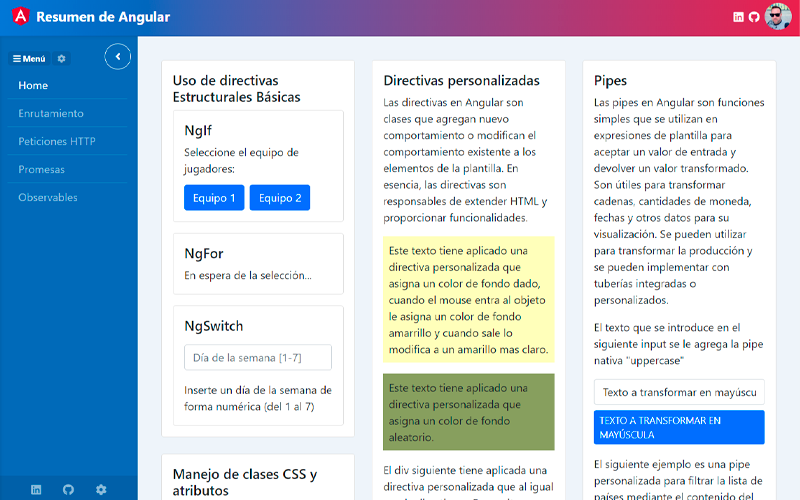 Resumen de Angular
Menú
Home
Enrutamiento
Peticiones HTTP
Promesas
Observables
Uso de directivas
Estructurales Básicas
NgIf
Seleccione el equipo de
jugadores:
Equipo 1 Equipo 2
NgFor
En espera de la selección...
NgSwitch
Día de la semana [1-7]
Inserte un día de la semana de
forma numérica (del 1 al 7)
Manejo de clases CSS y
atributos
Directivas personalizadas
Las directivas en Angular son
clases que agregan nuevo
comportamiento o modifican el
comportamiento existente a los
elementos de la plantilla. En
esencia, las directivas son
responsables de extender HTML y
proporcionar funcionalidades.
Este texto tiene aplicado una
directiva personalizada que
asigna un color de fondo dado,
cuando el mouse entra al objeto
le asigna un color de fondo
amarrillo y cuando sale lo
modifica a un amarillo mas claro.
Este texto tiene aplicado una
directiva personalizada que
asigna un color de fondo
aleatorio.
El div siguiente tiene aplicada una
directiva personalizada que al igual
Pipes
Las pipes en Angular son funciones
simples que se utilizan en
expresiones de plantilla para
aceptar un valor de entrada y
devolver un valor transformado.
Son útiles para transformar
cadenas, cantidades de moneda,
fechas y otros datos para su
visualización. Se pueden utilizar
para transformar la producción y
se pueden implementar con
tuberías integradas o
personalizados.
El texto que se introduce en el
siguiente input se le agrega la pipe
nativa "uppercase"
Texto a transformar en mayúscu
TEXTO A TRANSFORMAR EN
MAYÚSCULA
El siguiente ejemplo es una pipe
personalizada para filtrar la lista de
países mediante el contenido del